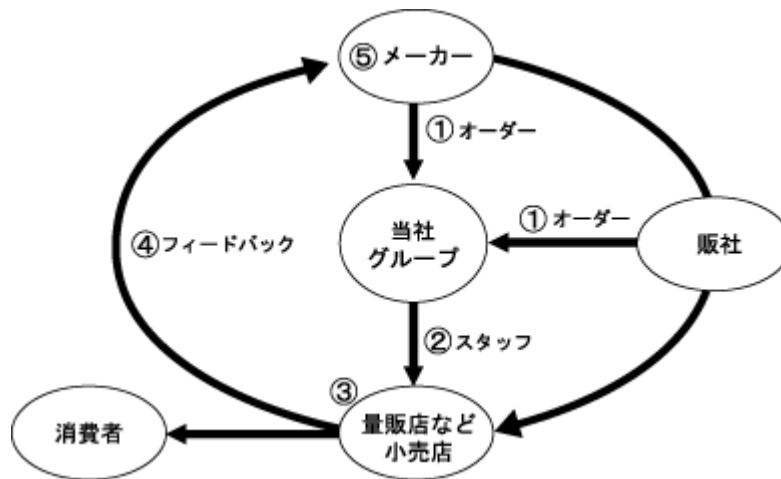 ⑤メーカー
①オーダー
当社
グループ
①オーダー
販社
④フィードバック
②スタッフ
③
量販店など
小売店
消費者